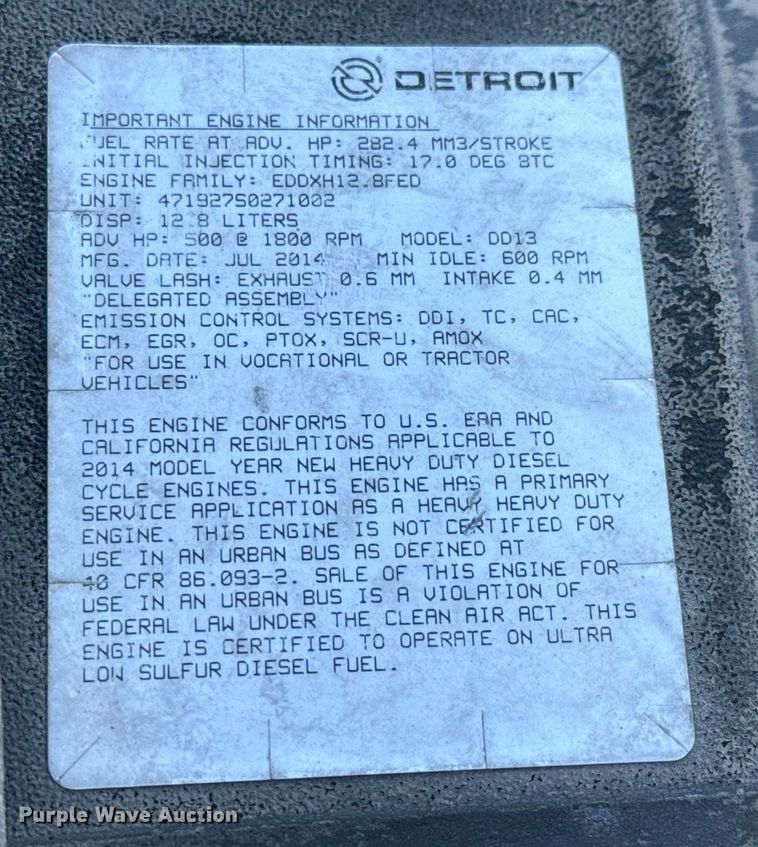 DETROIT
IMPORTANT ENGINE INFORMATION
FUEL RATE AT ADV. HP: 282.4 MM3/STROKE
INITIAL INJECTION TIMING: 17.0 DEG BTC
ENGINE FAMILY: EDDXH12.8FED
UNIT: 471927S0271002
DISP: 12.8 LITERS
ADV HP: 500 @ 1800 RPM MODEL: DD13
MFG. DATE: JUL 2014 MIN IDLE: 600 RPM
VALVE LASH: EXHAUST 0.6 MM INTAKE 0.4 MM
"DELEGATED ASSEMBLY"
EMISSION CONTROL SYSTEMS: DDI, TC, CAC,
ECM, EGR, OC, PTOX, SCR-U, AMOX
"FOR USE IN VOCATIONAL OR TRACTOR
VEHICLES"
THIS ENGINE CONFORMS TO U.S. EPA AND
CALIFORNIA REGULATIONS APPLICABLE TO
2014 MODEL YEAR NEW HEAVY DUTY DIESEL
CYCLE ENGINES. THIS ENGINE HAS A PRIMARY
SERVICE APPLICATION AS A HEAVY HEAVY DUTY
ENGINE. THIS ENGINE IS NOT CERTIFIED FOR
USE IN AN URBAN BUS AS DEFINED AT
40 CFR 86.093-2. SALE OF THIS ENGINE FOR
USE IN AN URBAN BUS IS A VIOLATION OF
FEDERAL LAW UNDER THE CLEAN AIR ACT. THIS
ENGINE IS CERTIFIED TO OPERATE ON ULTRA
LOW SULFUR DIESEL FUEL.
Purple Wave Auction